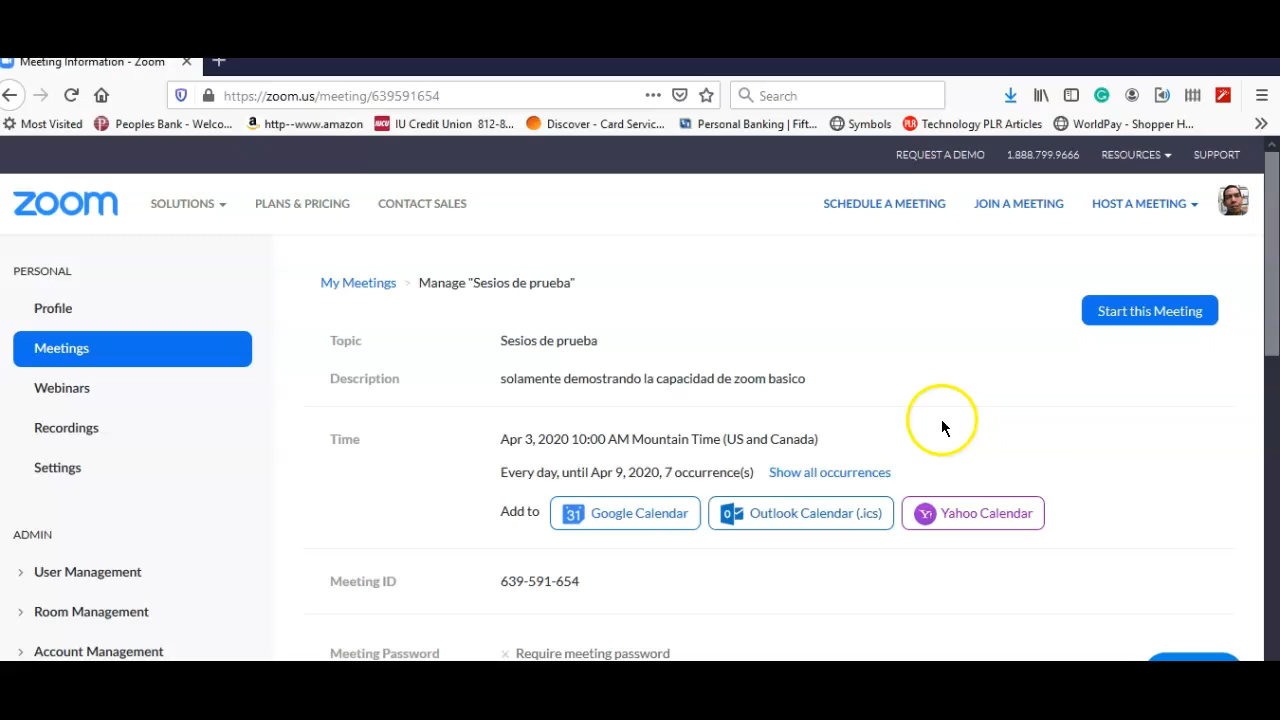 Meeting Information - Zoom
https://zoom.us/meeting/639591654
Search
Most Visited
Peoples Bank - Welco...
http--www.amazon
IU Credit Union 812-8...
Discover - Card Servic...
Personal Banking | Fift...
Symbols
Technology PLR Articles
WorldPay - Shopper H...
REQUEST A DEMO
1.888.799.9666
RESOURCES
SUPPORT
zoom
SOLUTIONS
PLANS & PRICING
CONTACT SALES
SCHEDULE A MEETING
JOIN A MEETING
HOST A MEETING
PERSONAL
Profile
Meetings
Webinars
Recordings
Settings
ADMIN
User Management
Room Management
Account Management
My Meetings > Manage "Sesios de prueba"
Start this Meeting
Topic
Sesios de prueba
Description
solamente demostrando la capacidad de zoom basico
Time
Apr 3, 2020 10:00 AM Mountain Time (US and Canada)
Every day, until Apr 9, 2020, 7 occurrence(s)
Show all occurrences
Add to
31 Google Calendar
Outlook Calendar (.ics)
Yahoo Calendar
Meeting ID
639-591-654
Meeting Password
× Require meeting password